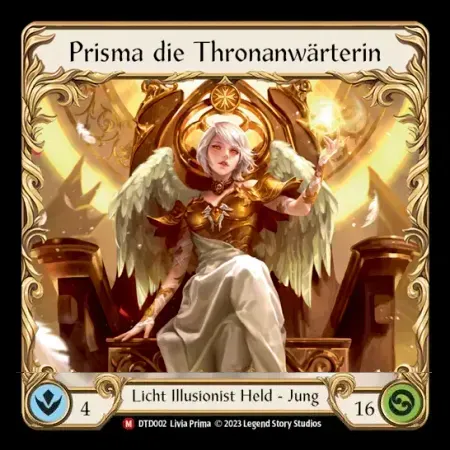 Prisma die Thronanwärterin
4
Licht Illusionist Held - Jung
16
M DTD002 Livia Prima © 2023 Legend Story Studios